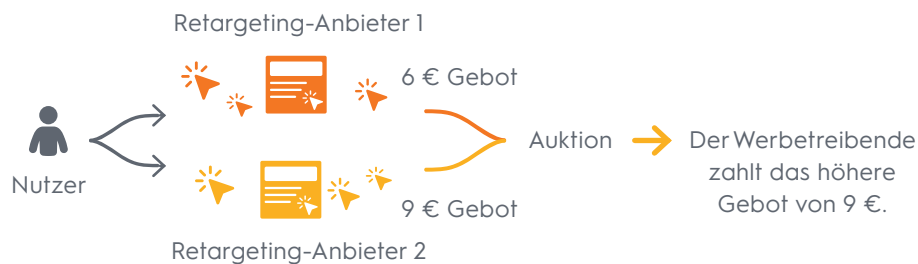 Retargeting-Anbieter 1
6 € Gebot
Nutzer
Auktion
Der Werbetreibende
zahlt das höhere
Gebot von 9 €.
9 € Gebot
Retargeting-Anbieter 2